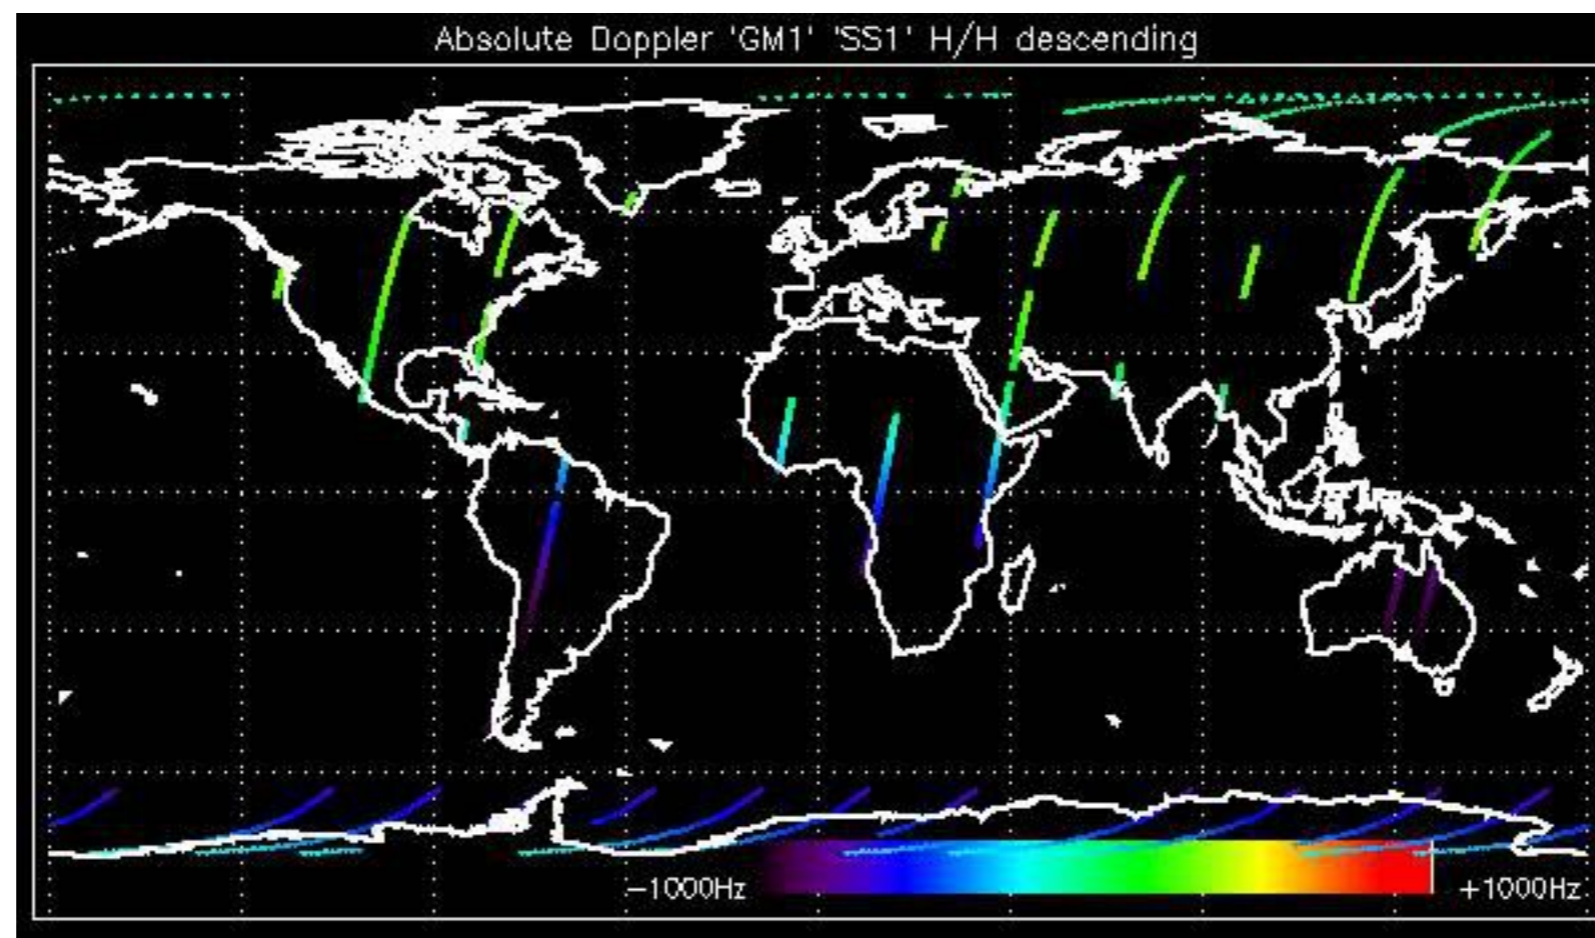 Absolute Doppler 'GM1' 'SS1' H/H descending
-1000Hz
+1000Hz